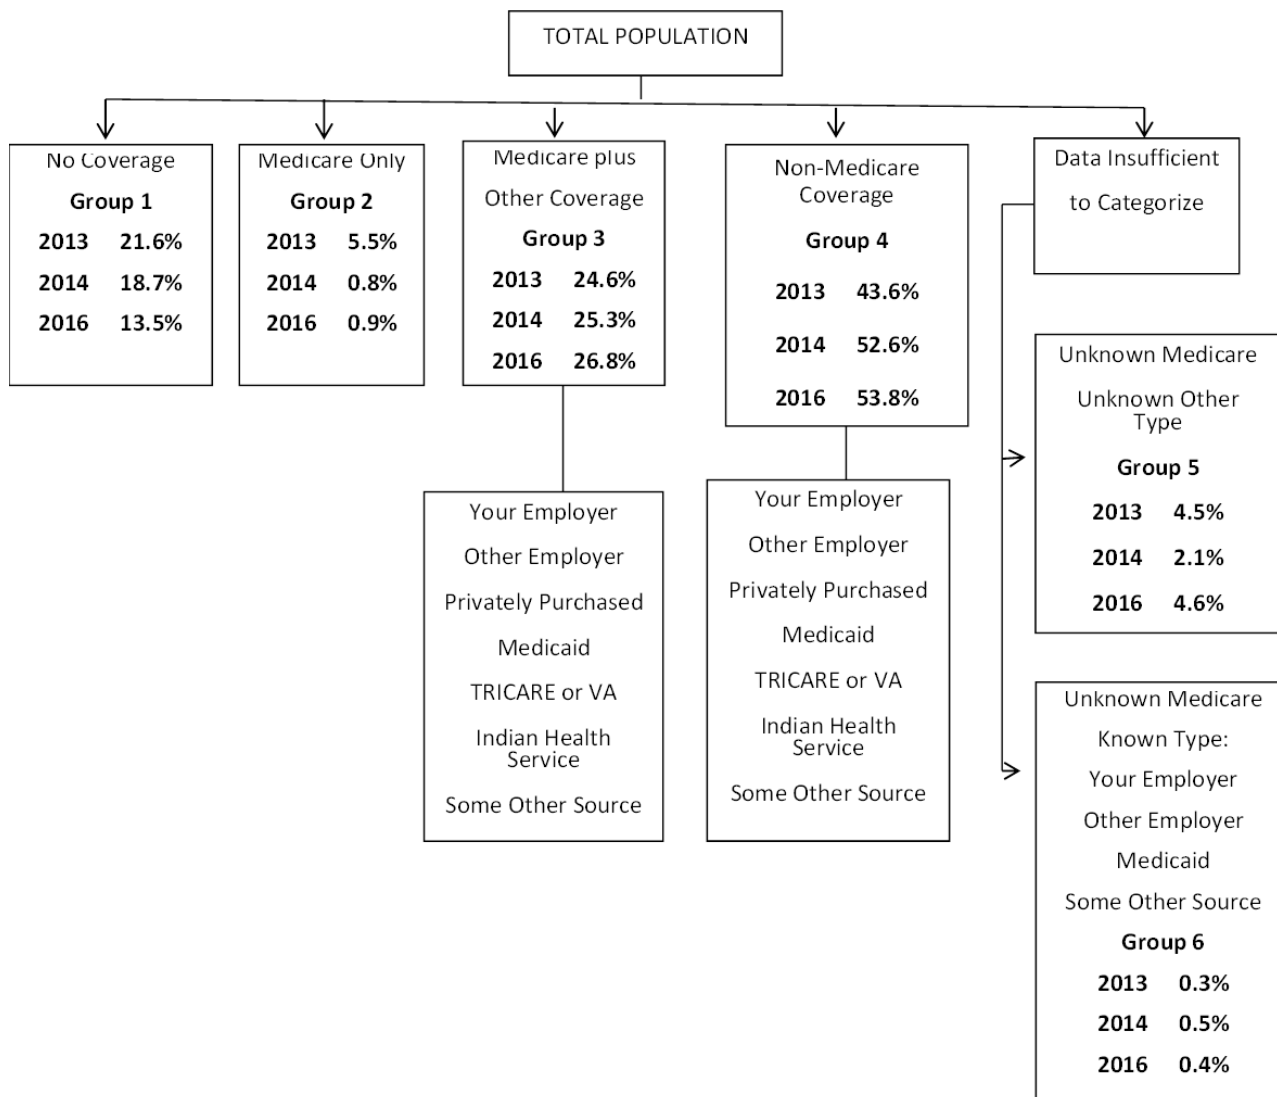 TOTAL POPULATION
No Coverage
Group 1
2013 21.6%
2014 18.7%
2016 13.5%
Medicare Only
Group 2
2013 5.5%
2014 0.8%
2016 0.9%
Medicare plus
Other Coverage
Group 3
2013 24.6%
2014 25.3%
2016 26.8%
Your Employer
Other Employer
Privately Purchased
Medicaid
TRICARE or VA
Indian Health
Service
Some Other Source
Non-Medicare
Coverage
Group 4
2013 43.6%
2014 52.6%
2016 53.8%
Your Employer
Other Employer
Privately Purchased
Medicaid
TRICARE or VA
Indian Health
Service
Some Other Source
Data Insufficient
to Categorize
Unknown Medicare
Unknown Other
Type
Group 5
2013 4.5%
2014 2.1%
2016 4.6%
Unknown Medicare
Known Type:
Your Employer
Other Employer
Medicaid
Some Other Source
Group 6
2013 0.3%
2014 0.5%
2016 0.4%